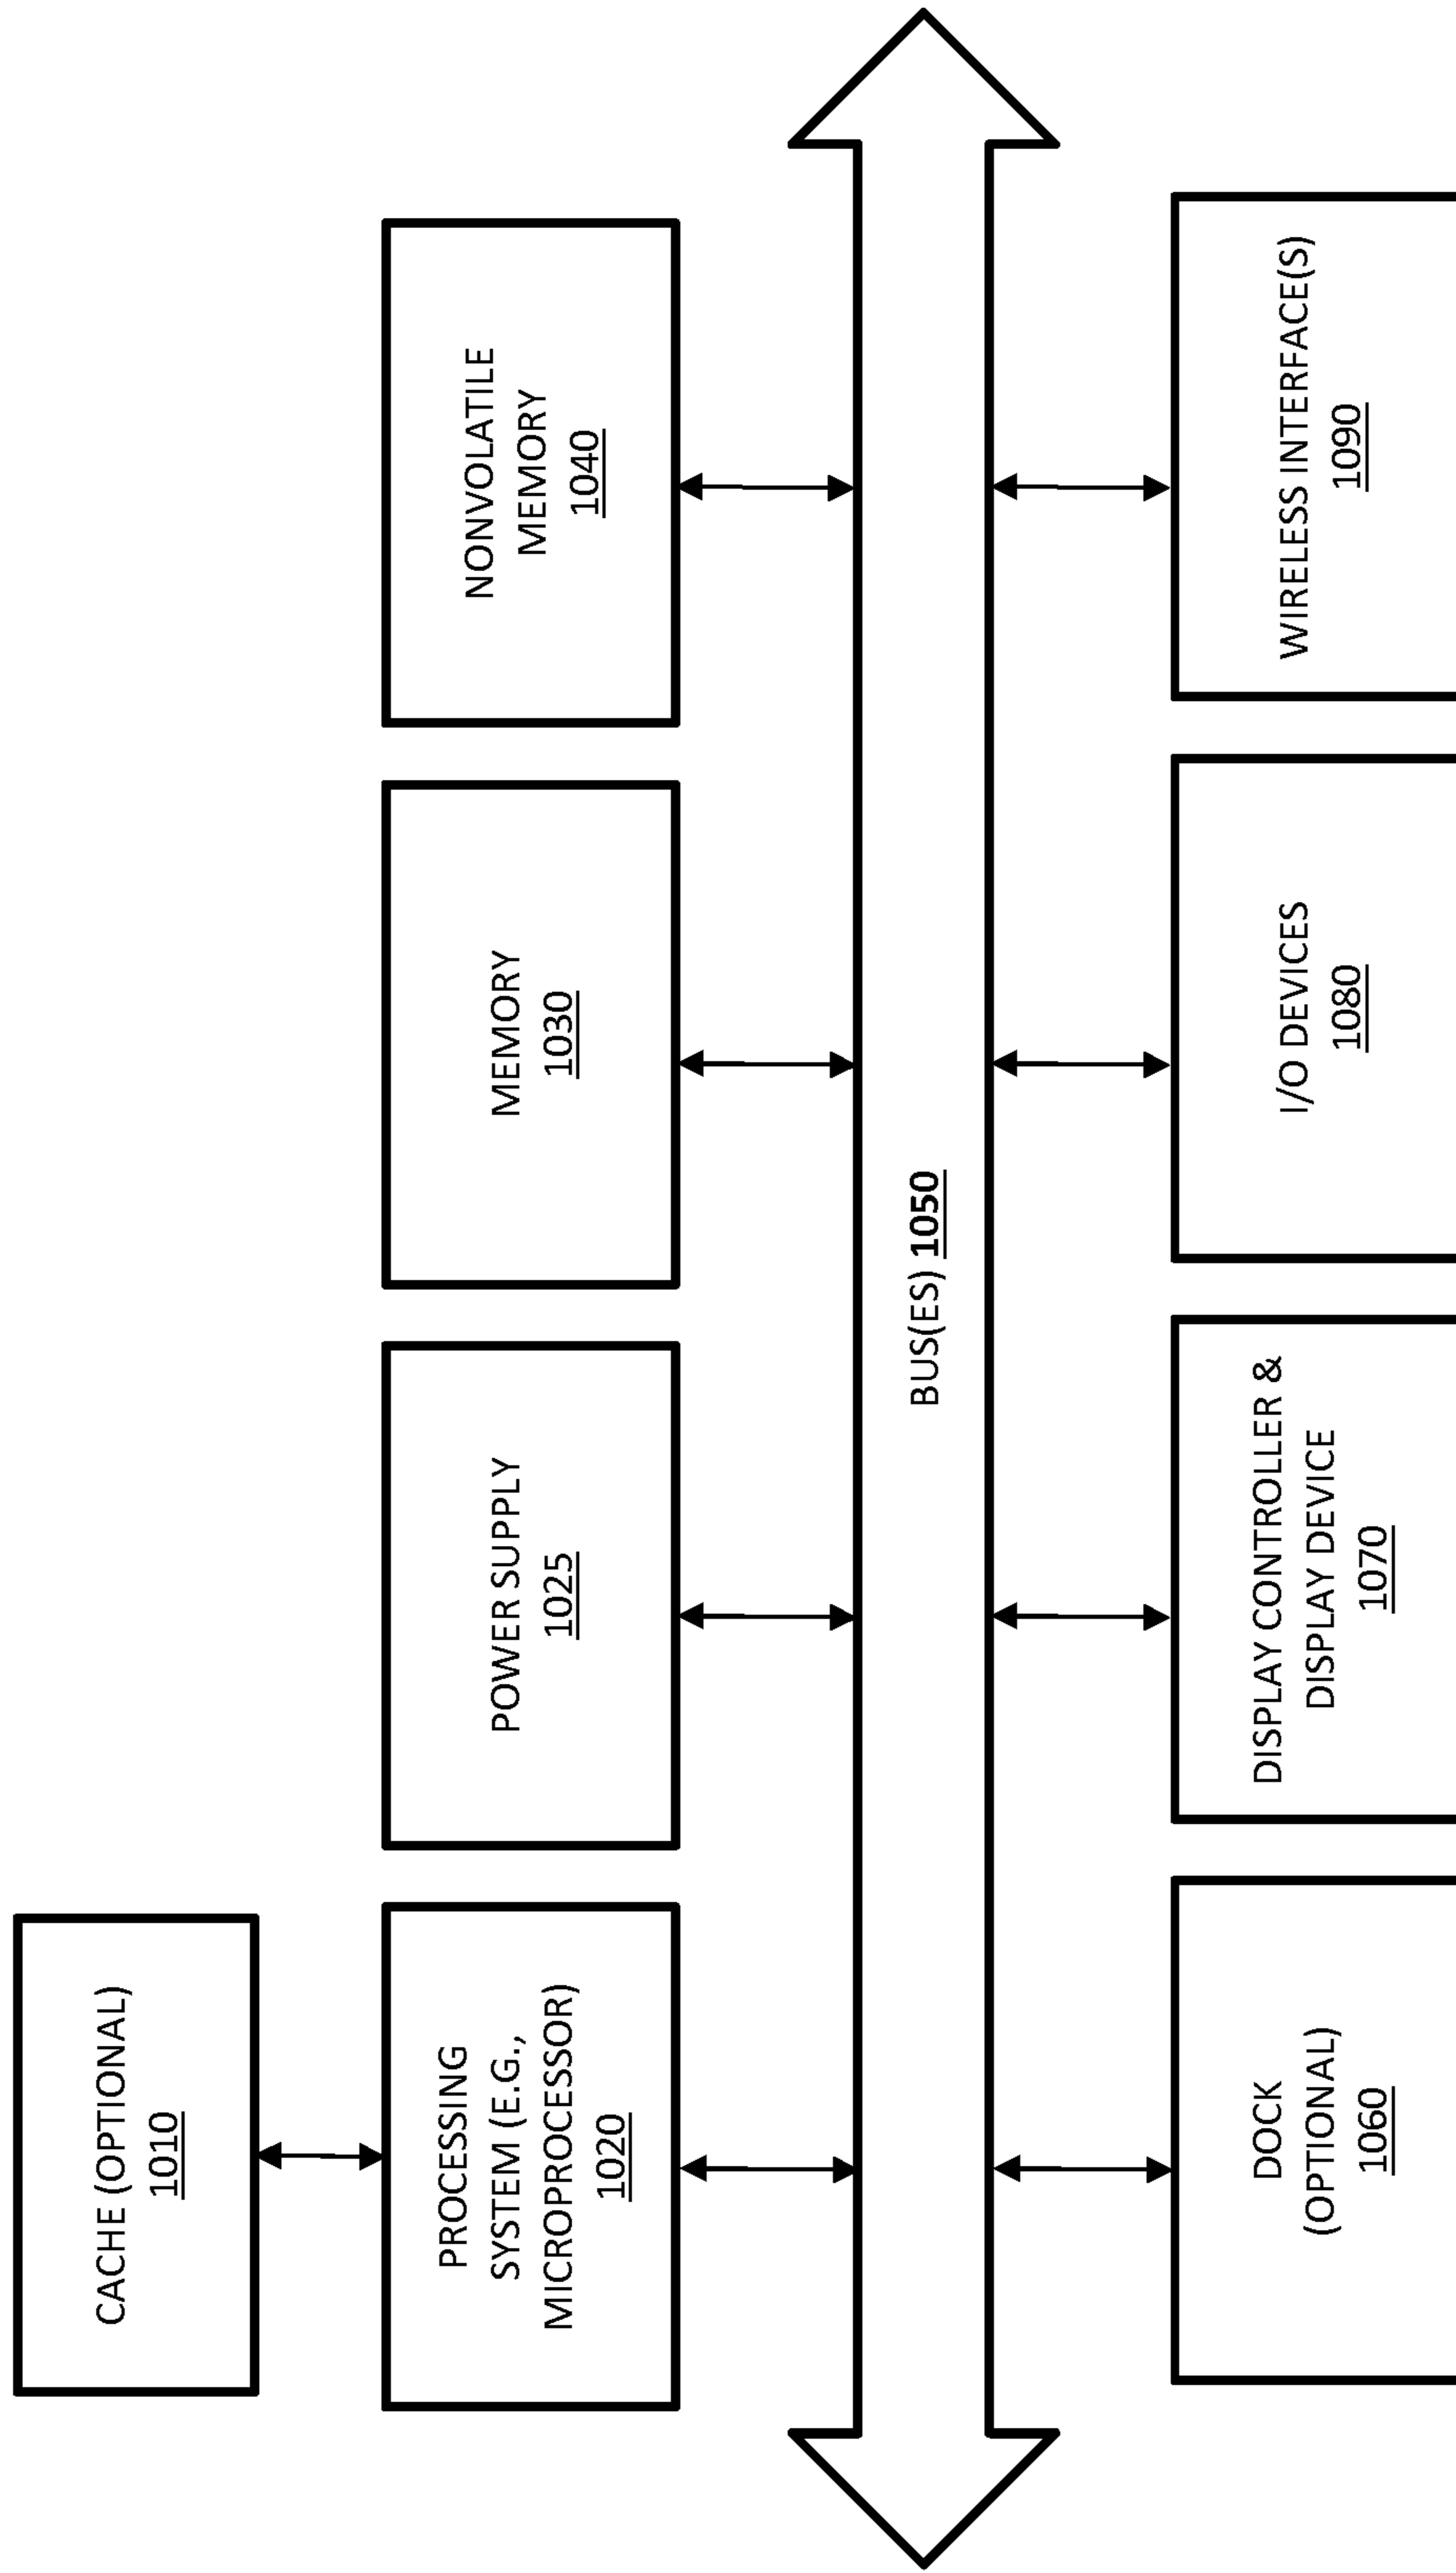 CACHE (OPTIONAL)
1010
PROCESSING
SYSTEM (E.G.,
MICROPROCESSOR)
1020
POWER SUPPLY
1025
MEMORY
1030
NONVOLATILE
MEMORY
1040
BUS(ES) 1050
DOCK
(OPTIONAL)
1060
DISPLAY CONTROLLER &
DISPLAY DEVICE
1070
I/O DEVICES
1080
WIRELESS INTERFACE(S)
1090